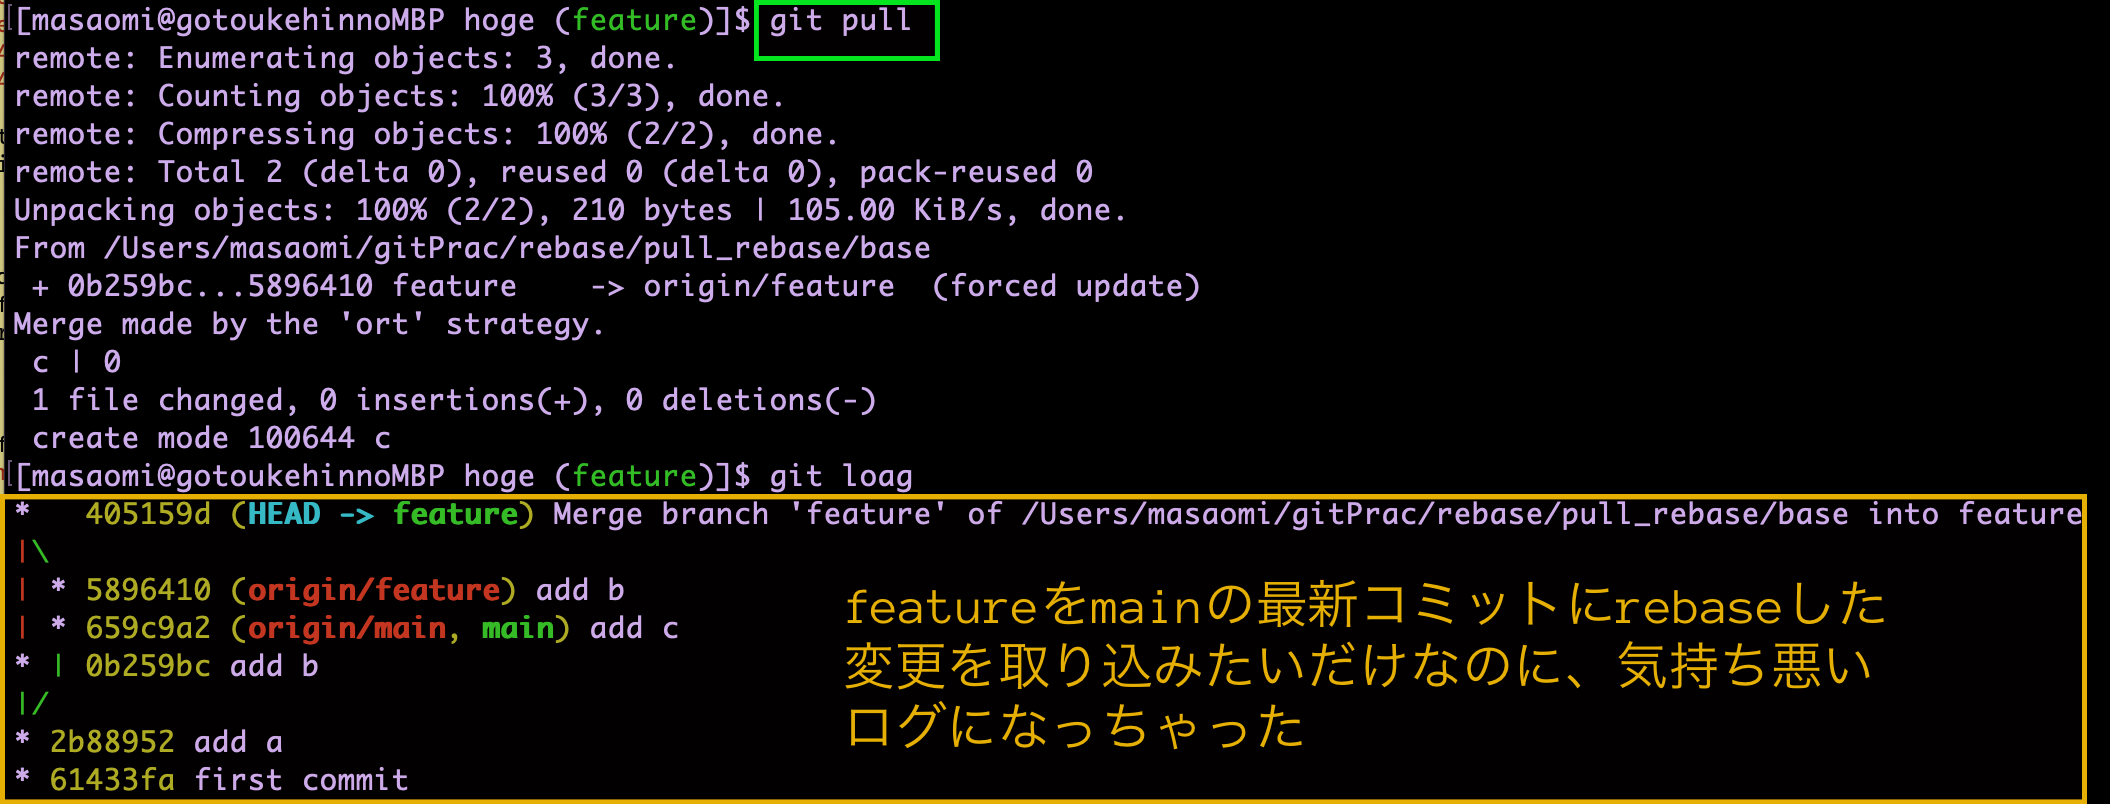 [masaomi@gotoukehinnoMBP hoge (feature)]$ git pull
remote: Enumerating objects: 3, done.
remote: Counting objects: 100% (3/3), done.
remote: Compressing objects: 100% (2/2), done.
remote: Total 2 (delta 0), reused 0 (delta 0), pack-reused 0
Unpacking objects: 100% (2/2), 210 bytes | 105.00 KiB/s, done.
From /Users/masaomi/gitPrac/rebase/pull_rebase/base
 + 0b259bc...5896410 feature    -> origin/feature  (forced update)
Merge made by the 'ort' strategy.
 c | 0
 1 file changed, 0 insertions(+), 0 deletions(-)
 create mode 100644 c
[masaomi@gotoukehinnoMBP hoge (feature)]$ git loag
*   405159d (HEAD -> feature) Merge branch 'feature' of /Users/masaomi/gitPrac/rebase/pull_rebase/base into feature
|\
| * 5896410 (origin/feature) add b
| * 659c9a2 (origin/main, main) add c
* | 0b259bc add b
|/
* 2b88952 add a
* 61433fa first commit
featureをmainの最新コミットにrebaseした
変更を取り込みたいだけなのに、気持ち悪い
ログになっちゃった